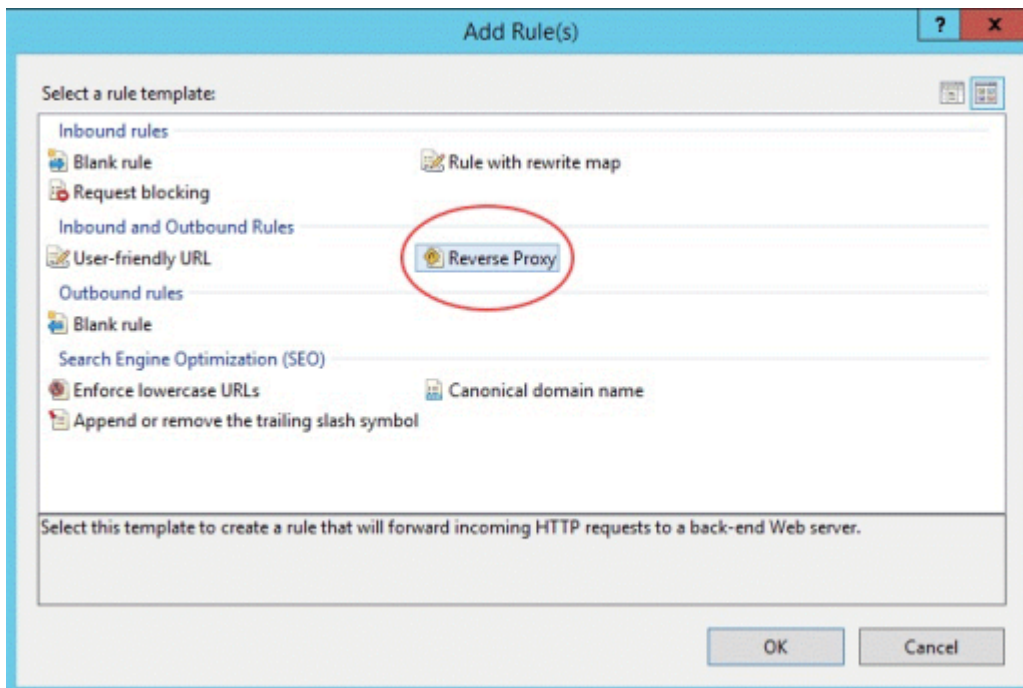 Add Rule(s)
? x
Select a rule template:
Inbound rules
Blank rule
Rule with rewrite map
Request blocking
Inbound and Outbound Rules
User-friendly URL
Reverse Proxy
Outbound rules
Blank rule
Search Engine Optimization (SEO)
Enforce lowercase URLs
Canonical domain name
Append or remove the trailing slash symbol
Select this template to create a rule that will forward incoming HTTP requests to a back-end Web server.
OK
Cancel